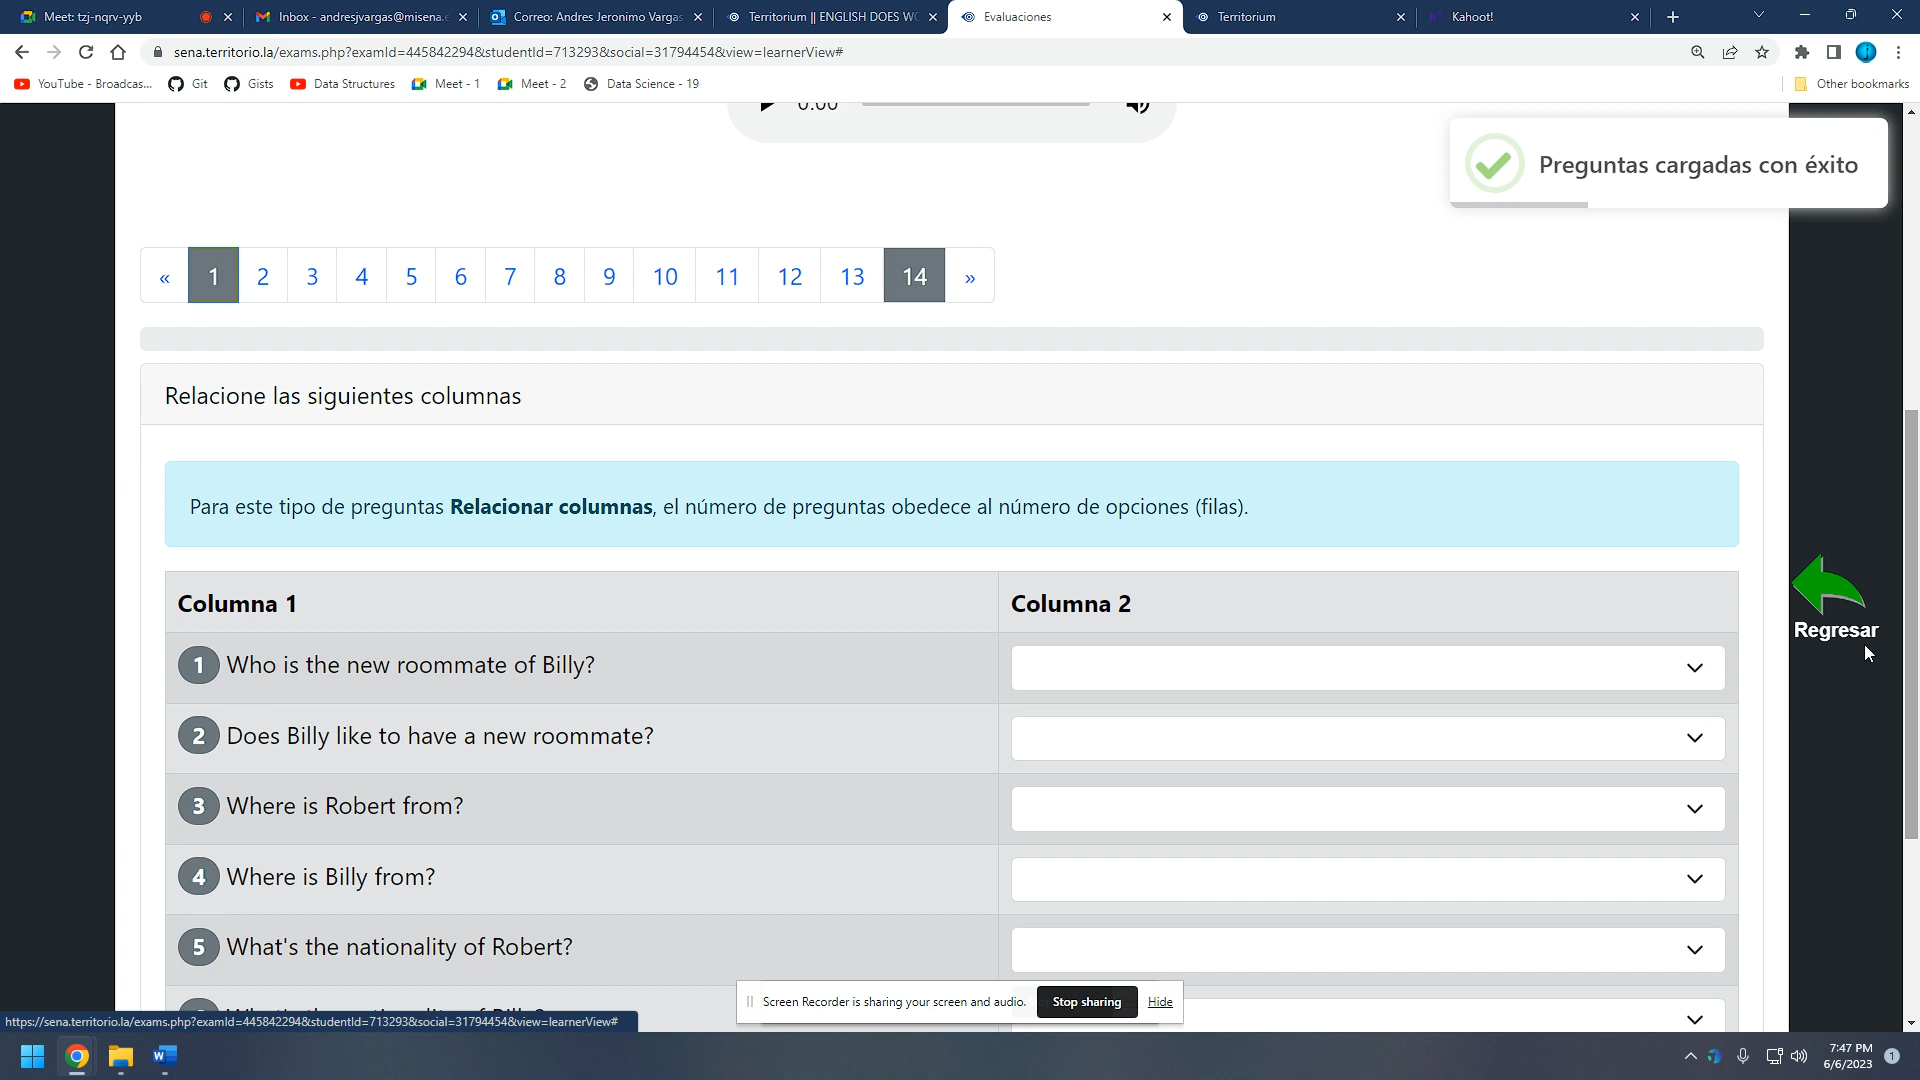 Meet: tzj-nqrv-yyb
Inbox - andresjvargas@misena.e
Correo: Andres Jeronimo Vargas
Territorium || ENGLISH DOES WO
Evaluaciones
Territorium
Kahoot!
sena.territorio.la/exams.php?examId=445842294&studentId=713293&social=31794454&view=learnerView#
YouTube - Broadcas...
Git
Gists
Data Structures
Meet - 1
Meet - 2
Data Science - 19
Other bookmarks
0:00
Preguntas cargadas con éxito
« 1 2 3 4 5 6 7 8 9 10 11 12 13 14 »
Relacione las siguientes columnas
Para este tipo de preguntas Relacionar columnas, el número de preguntas obedece al número de opciones (filas).
Columna 1 Columna 2
1 Who is the new roommate of Billy?
2 Does Billy like to have a new roommate?
3 Where is Robert from?
4 Where is Billy from?
5 What's the nationality of Robert?
Regresar
Screen Recorder is sharing your screen and audio. Stop sharing Hide
https://sena.territorio.la/exams.php?examId=445842294&studentId=713293&social=31794454&view=learnerView#
7:47 PM
6/6/2023
1